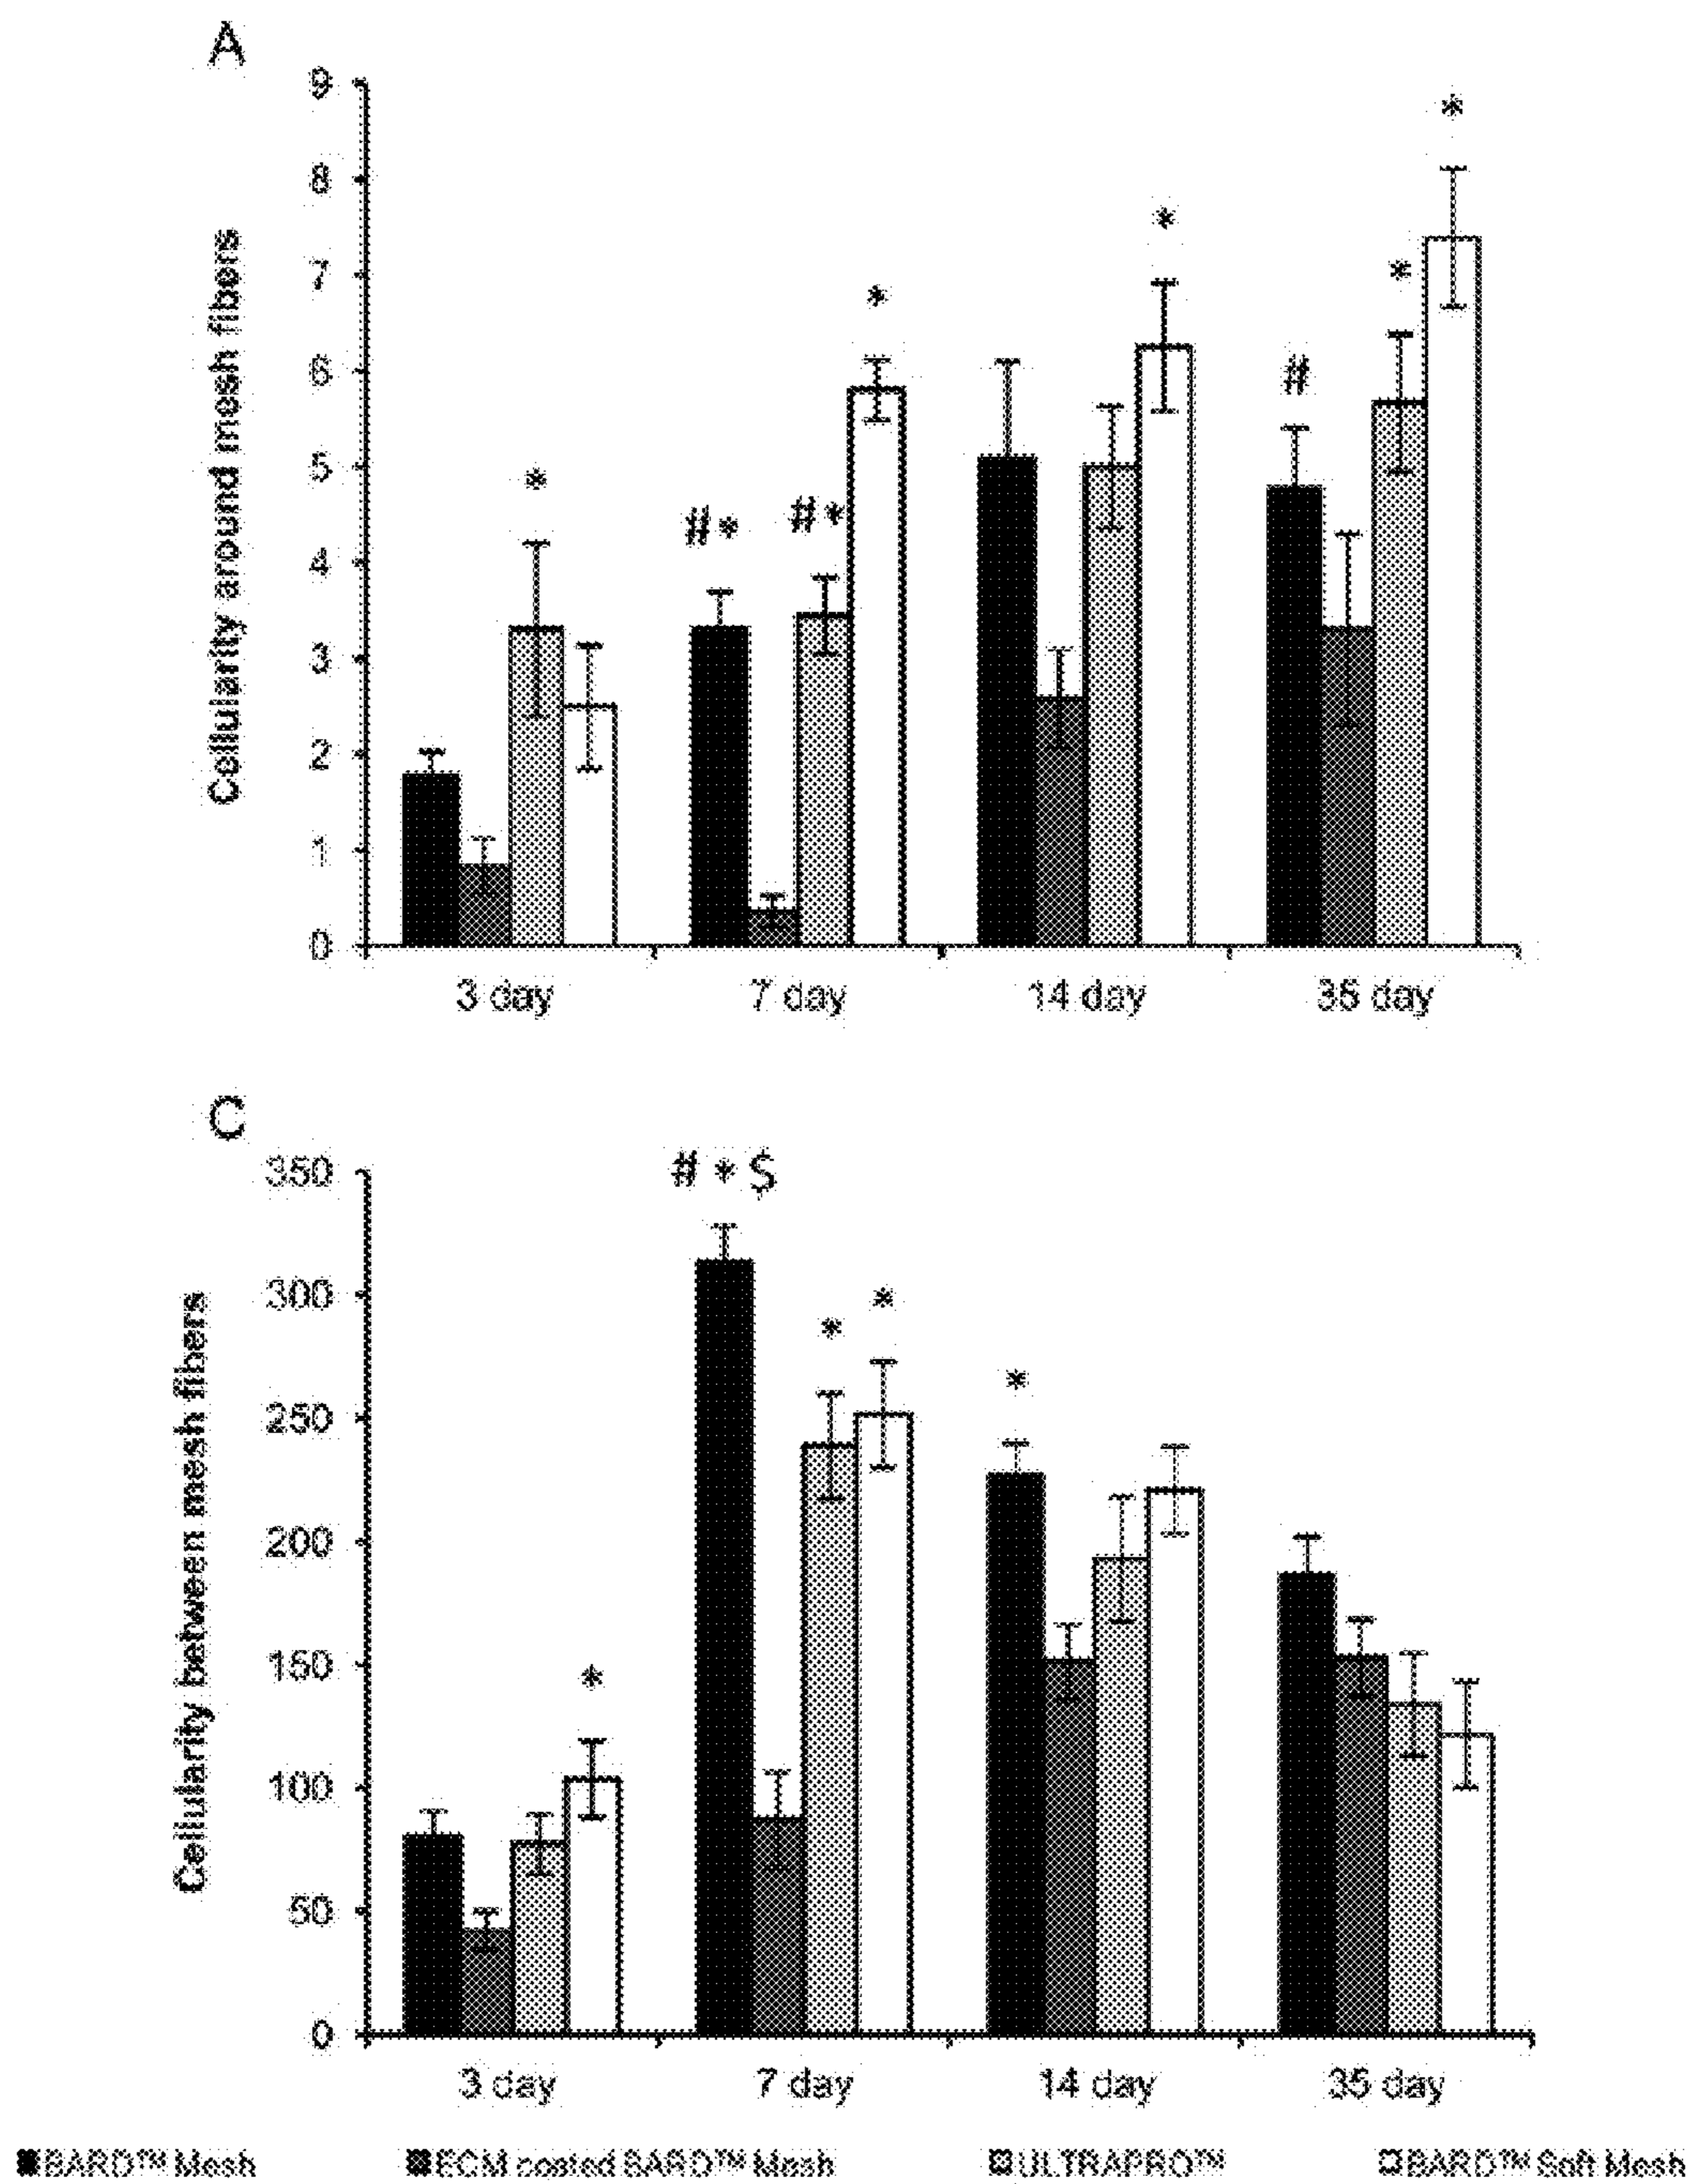 A
Cellularity around mesh fibers
9
8
7
6
5
4
3
2
1
0
*
# *
# *
*
*
#
*
*
3 day
7 day
14 day
35 day
C
Cellularity between mesh fibers
350
300
250
200
150
100
50
0
*
# * $
*
*
*
3 day
7 day
14 day
35 day
BARD™ Mesh
ECM coated BARD™ Mesh
ULTRAPRO™
BARD™ Soft Mesh